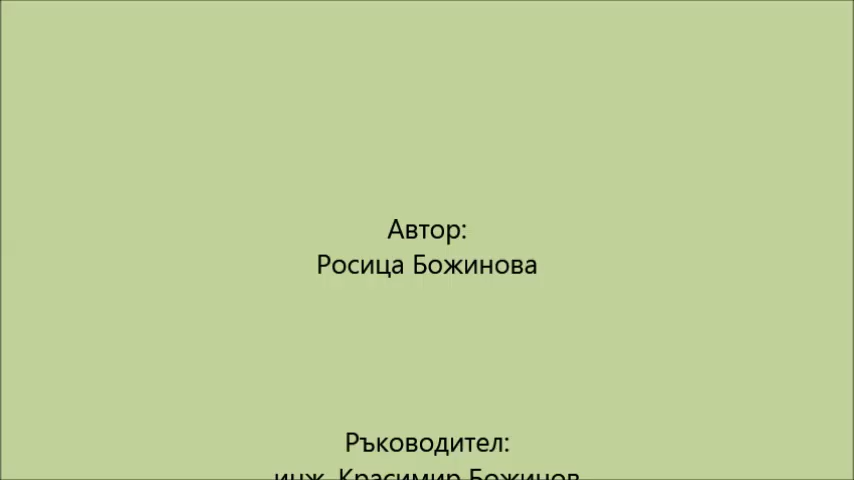 Автор:
Росица Божинова
Ръководител:
инж. Красимир Божинов